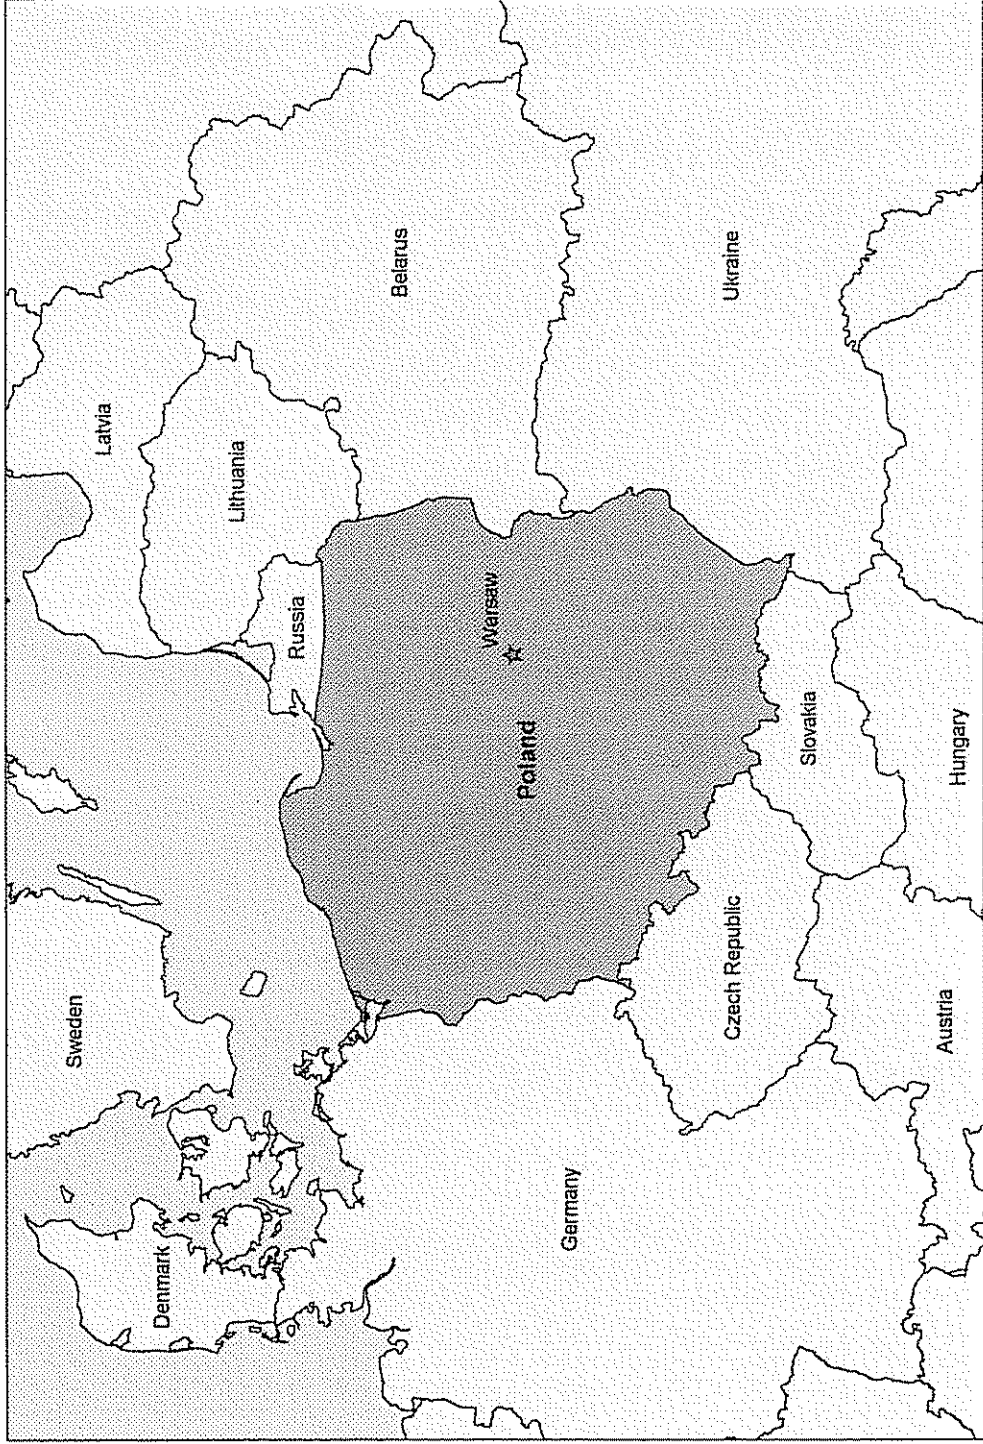 Sweden
Denmark
Latvia
Lithuania
Russia
Belarus
Warsaw
Poland
Germany
Czech Republic
Ukraine
Slovakia
Austria
Hungary